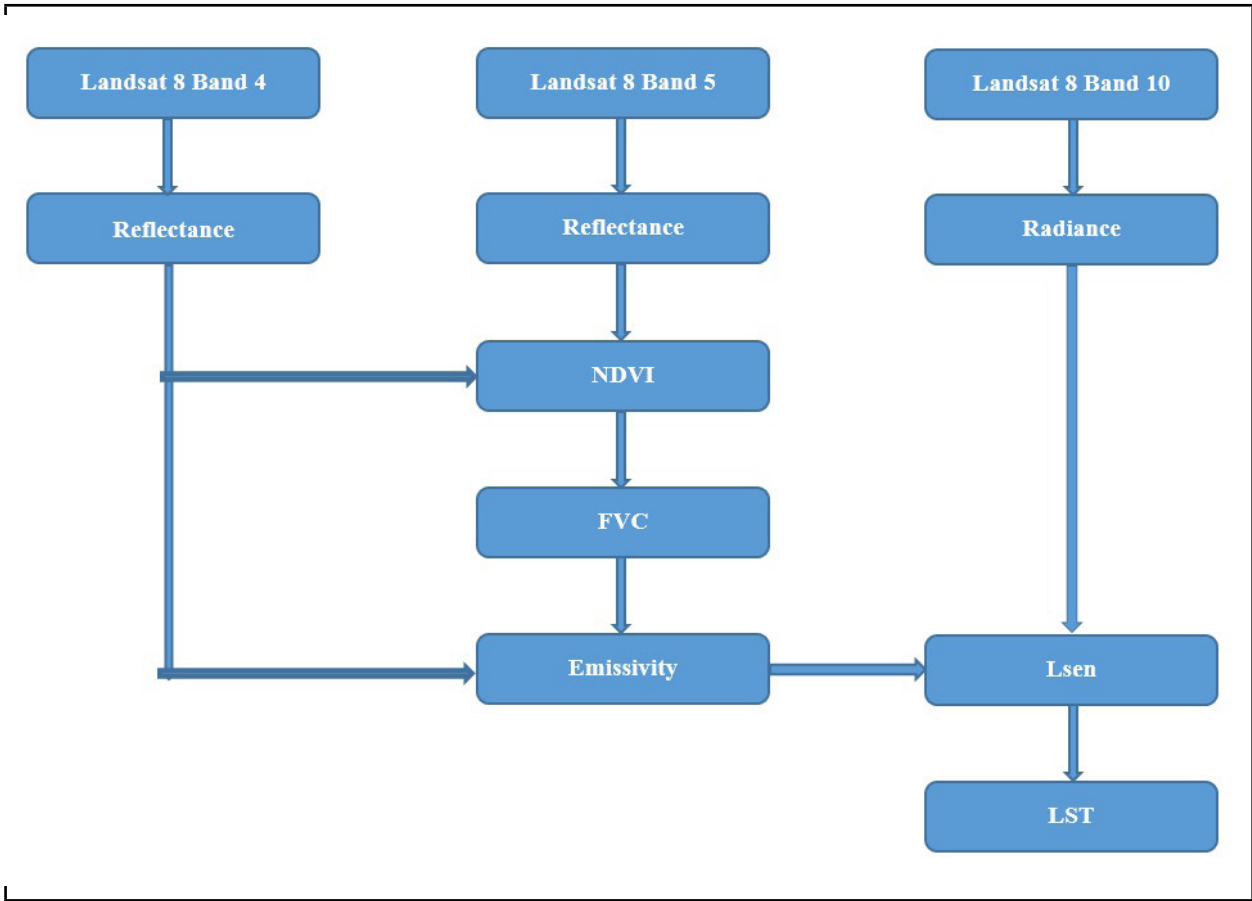 Landsat 8 Band 4
Landsat 8 Band 5
Landsat 8 Band 10
Reflectance
Reflectance
Radiance
NDVI
FVC
Emissivity
Lsen
LST